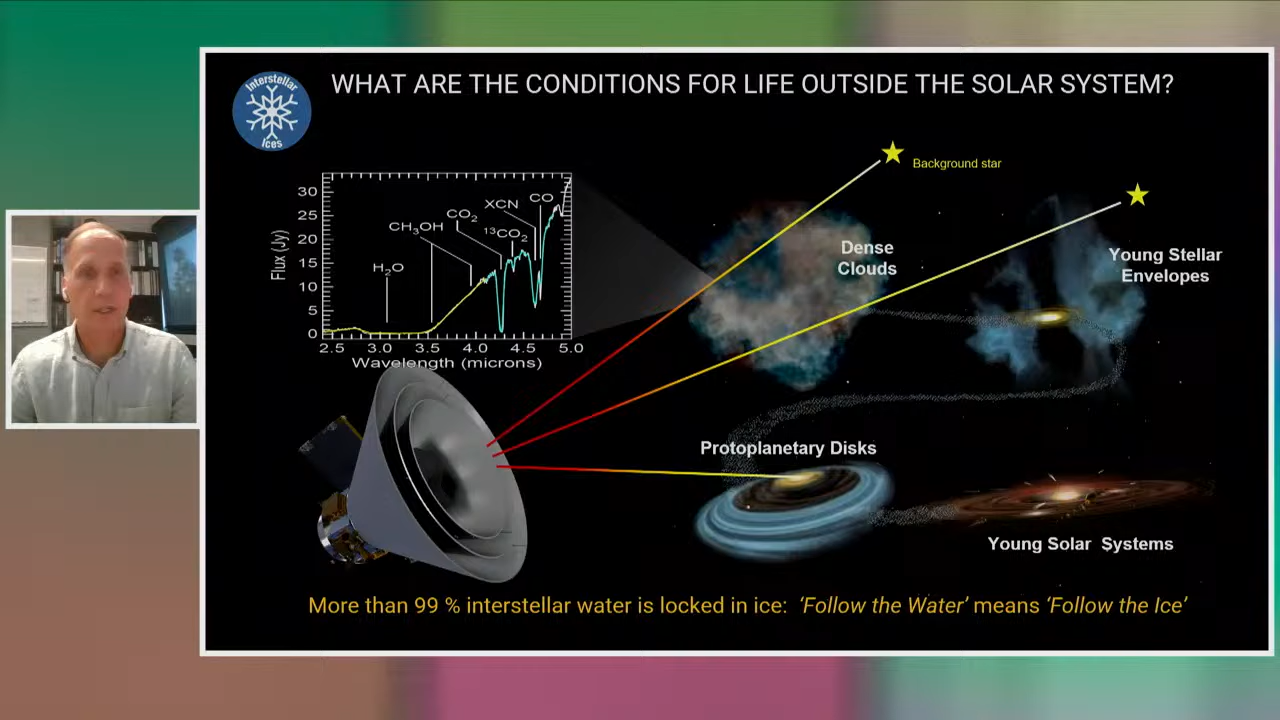 Interstellar
Ices
WHAT ARE THE CONDITIONS FOR LIFE OUTSIDE THE SOLAR SYSTEM?
Background star
Flux (Jy)
30
25
20
15
10
5
0
H₂O
CH₃OH
CO₂
¹³CO₂
XCN
CO
2.5 3.0 3.5 4.0 4.5 5.0
Wavelength (microns)
Dense
Clouds
Young Stellar
Envelopes
Protoplanetary Disks
Young Solar Systems
More than 99 % interstellar water is locked in ice: ‘Follow the Water’ means ‘Follow the Ice’